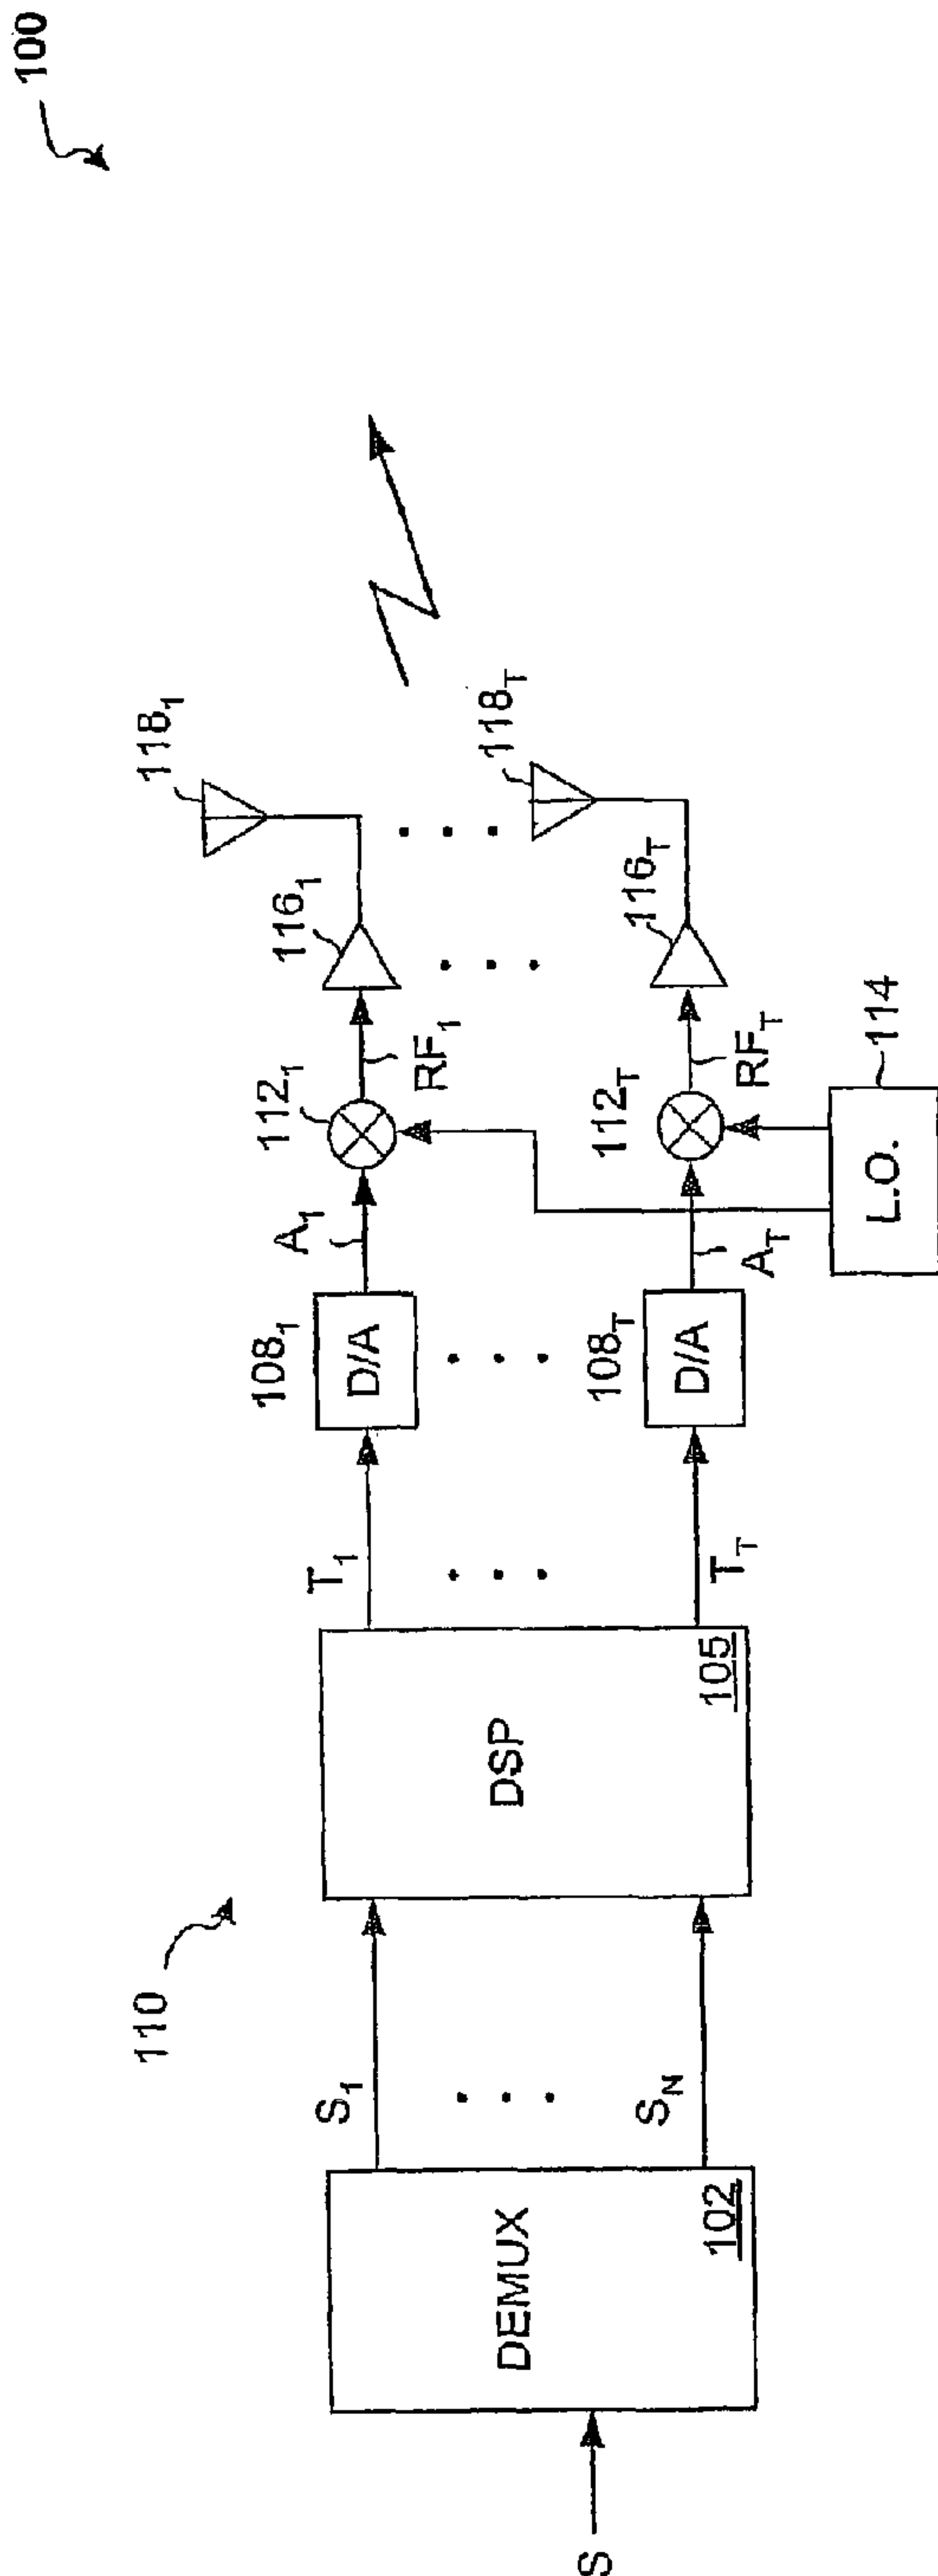 100
110
S
DEMUX
102
S1
SN
DSP
105
T1
TT
1081
D/A
108T
D/A
A1
AT
1121
112T
L.O.
114
RF1
RFT
1161
116T
1181
118T